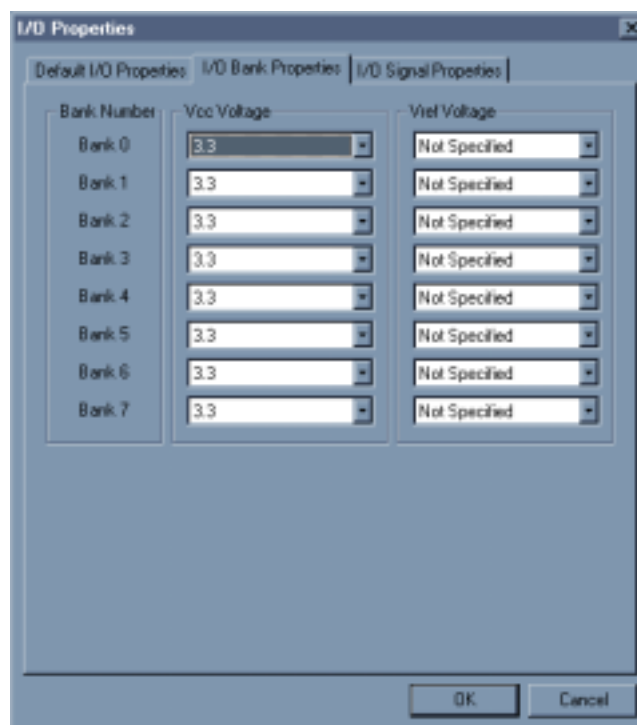 I/O Properties
Default I/O Properties I/O Bank Properties I/O Signal Properties
Bank Number Vcc Voltage Vref Voltage
Bank 0 3.3 Not Specified
Bank 1 3.3 Not Specified
Bank 2 3.3 Not Specified
Bank 3 3.3 Not Specified
Bank 4 3.3 Not Specified
Bank 5 3.3 Not Specified
Bank 6 3.3 Not Specified
Bank 7 3.3 Not Specified
OK Cancel